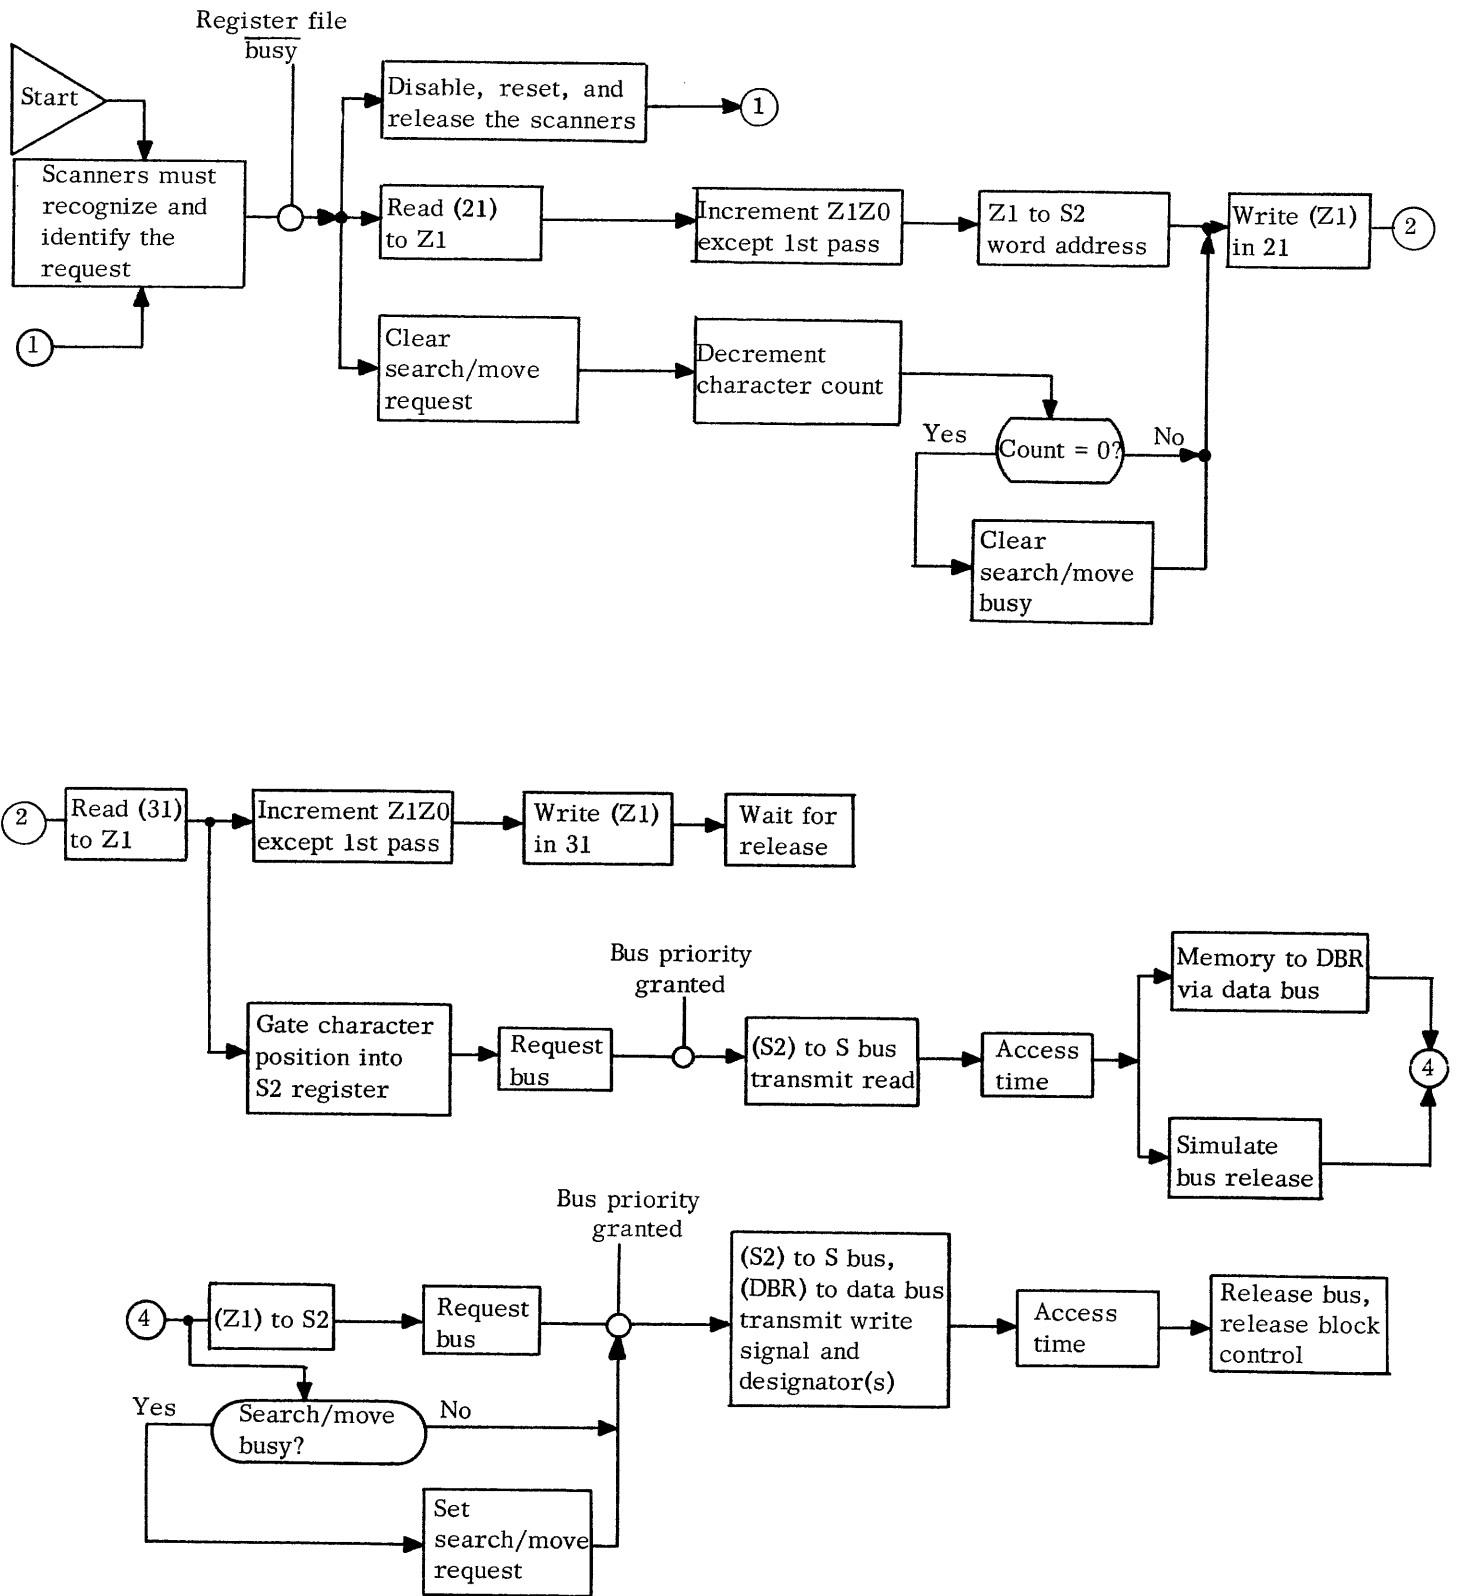 Register file
busy
Start
Disable, reset, and
release the scanners
1
Scanners must
recognize and
identify the
request
Read (21)
to Z1
Increment Z1Z0
except 1st pass
Z1 to S2
word address
Write (Z1)
in 21
2
1
Clear
search/move
request
Decrement
character count
Yes
Count = 0?
No
Clear
search/move
busy
2
Read (31)
to Z1
Increment Z1Z0
except 1st pass
Write (Z1)
in 31
Wait for
release
Gate character
position into
S2 register
Request
bus
Bus priority
granted
(S2) to S bus
transmit read
Access
time
Memory to DBR
via data bus
Simulate
bus release
4
4
(Z1) to S2
Request
bus
Bus priority
granted
(S2) to S bus,
(DBR) to data bus
transmit write
signal and
designator(s)
Access
time
Release bus,
release block
control
Yes
Search/move
busy?
No
Set
search/move
request